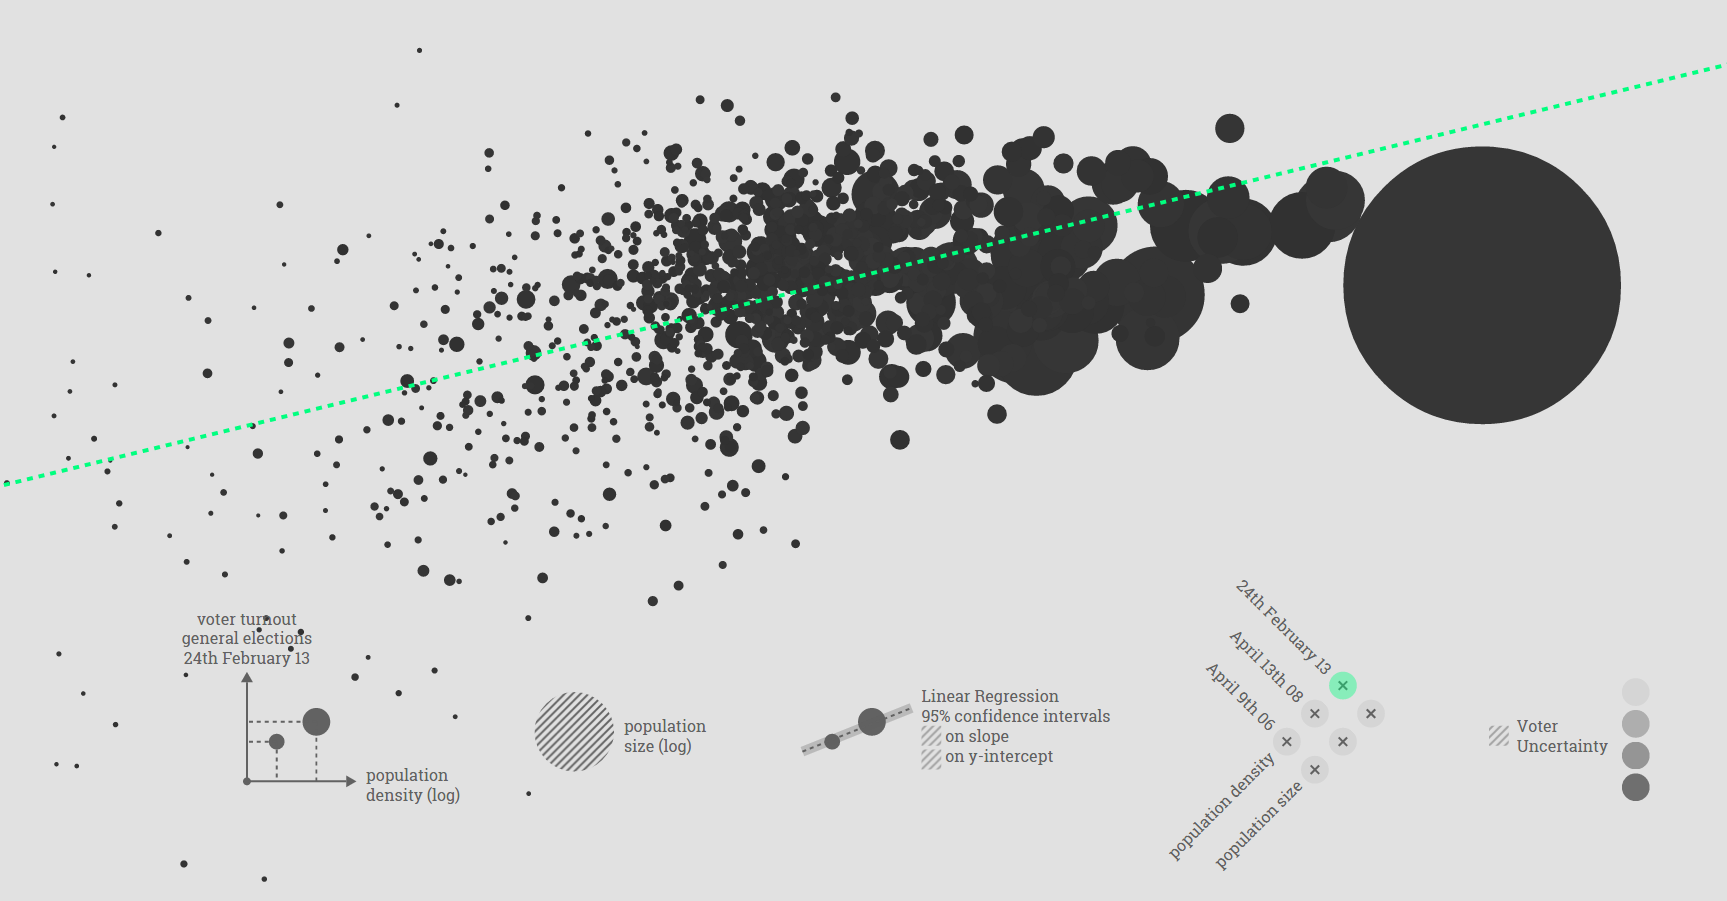 voter turnout
general elections
24th February 13
population
density (log)
population
size (log)
Linear Regression
95% confidence intervals
on slope
on y-intercept
24th February 13
April 13th 08
April 9th 06
population density
population size
Voter
Uncertainty